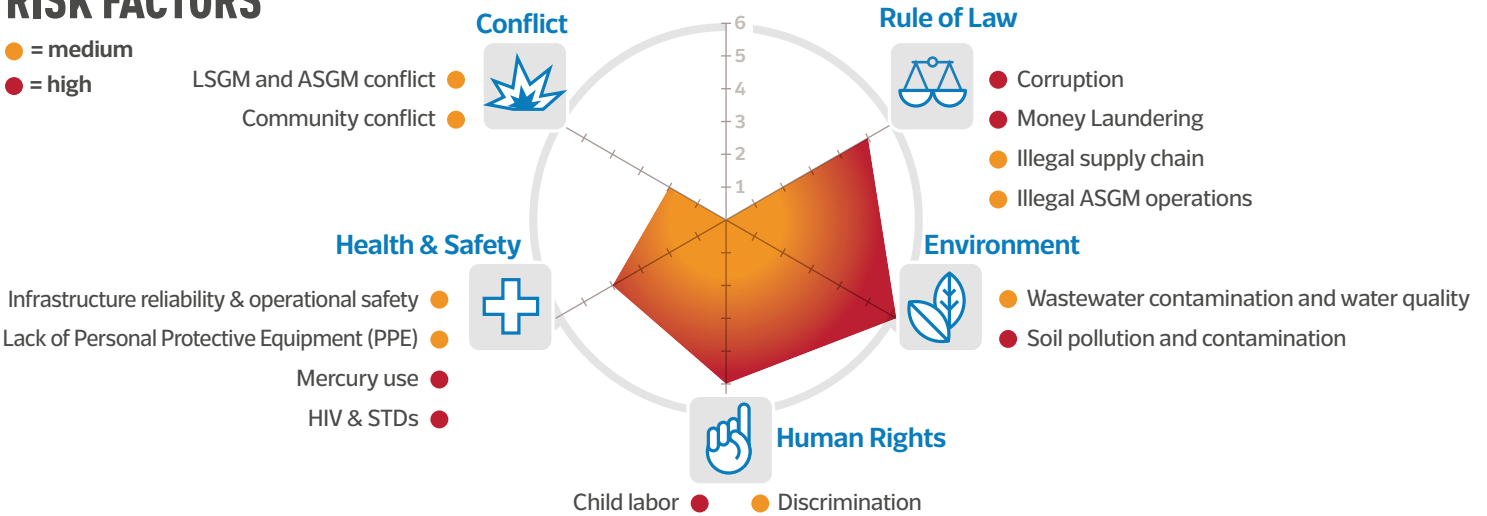 RISK FACTORS
= medium
= high
Conflict
LSGM and ASGM conflict
Community conflict
6
5
4
3
2
1
Rule of Law
Corruption
Money Laundering
Illegal supply chain
Illegal ASGM operations
Health & Safety
Infrastructure reliability & operational safety
Lack of Personal Protective Equipment (PPE)
Mercury use
HIV & STDs
Environment
Wastewater contamination and water quality
Soil pollution and contamination
Human Rights
Child labor
Discrimination